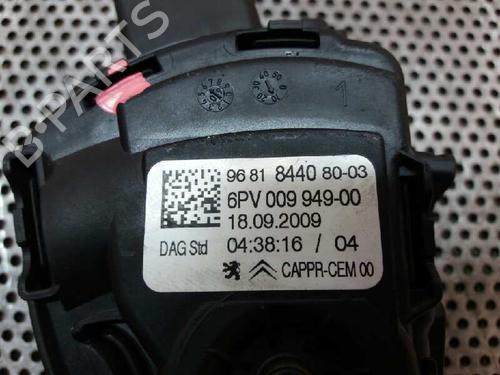 1
96 81 8440 80-03
6PV 009 949-00
18.09.2009
DAG Std 04:38:16 / 04
CAPPR-CEM 00